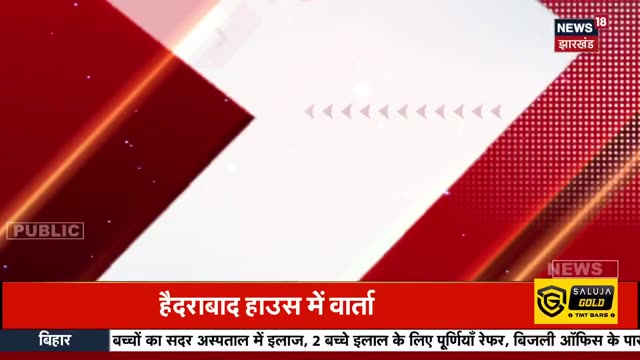 NEWS 18
झारखंड
PUBLIC
NEWS
हैदराबाद हाउस में वार्ता
SALUJA
GOLD
TMT BARS
बिहार
बच्चों का सदर अस्पताल में इलाज, 2 बच्चे इलाल के लिए पूर्णियाँ रेफर, बिजली ऑफिस के पास